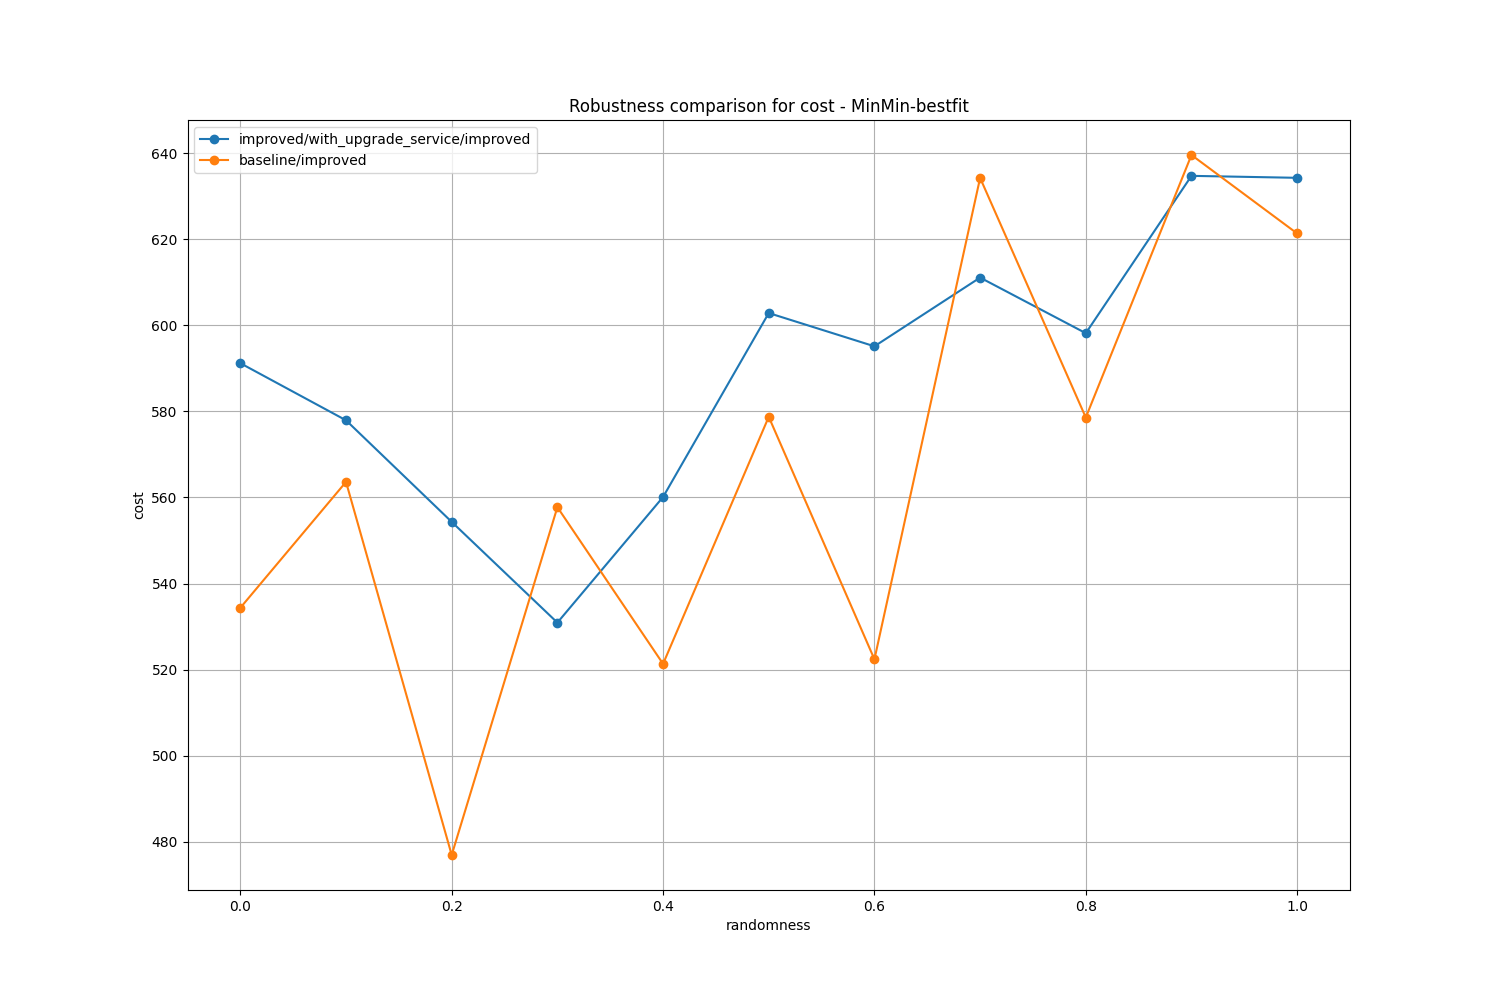 Robustness comparison for cost - MinMin-bestfit
improved/with_upgrade_service/improved
baseline/improved
640
620
600
580
560
540
520
500
480
cost
0.0 0.2 0.4 0.6 0.8 1.0
randomness